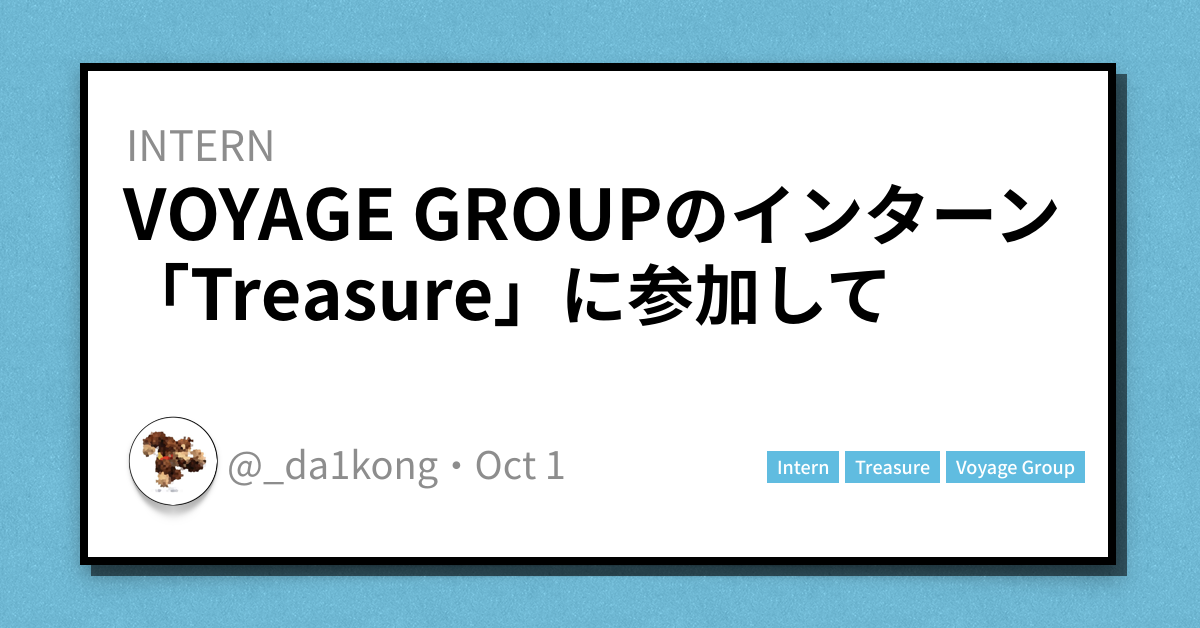 INTERN
VOYAGE GROUPのインターン
「Treasure」に参加して
@_da1kong・Oct 1
Intern Treasure Voyage Group